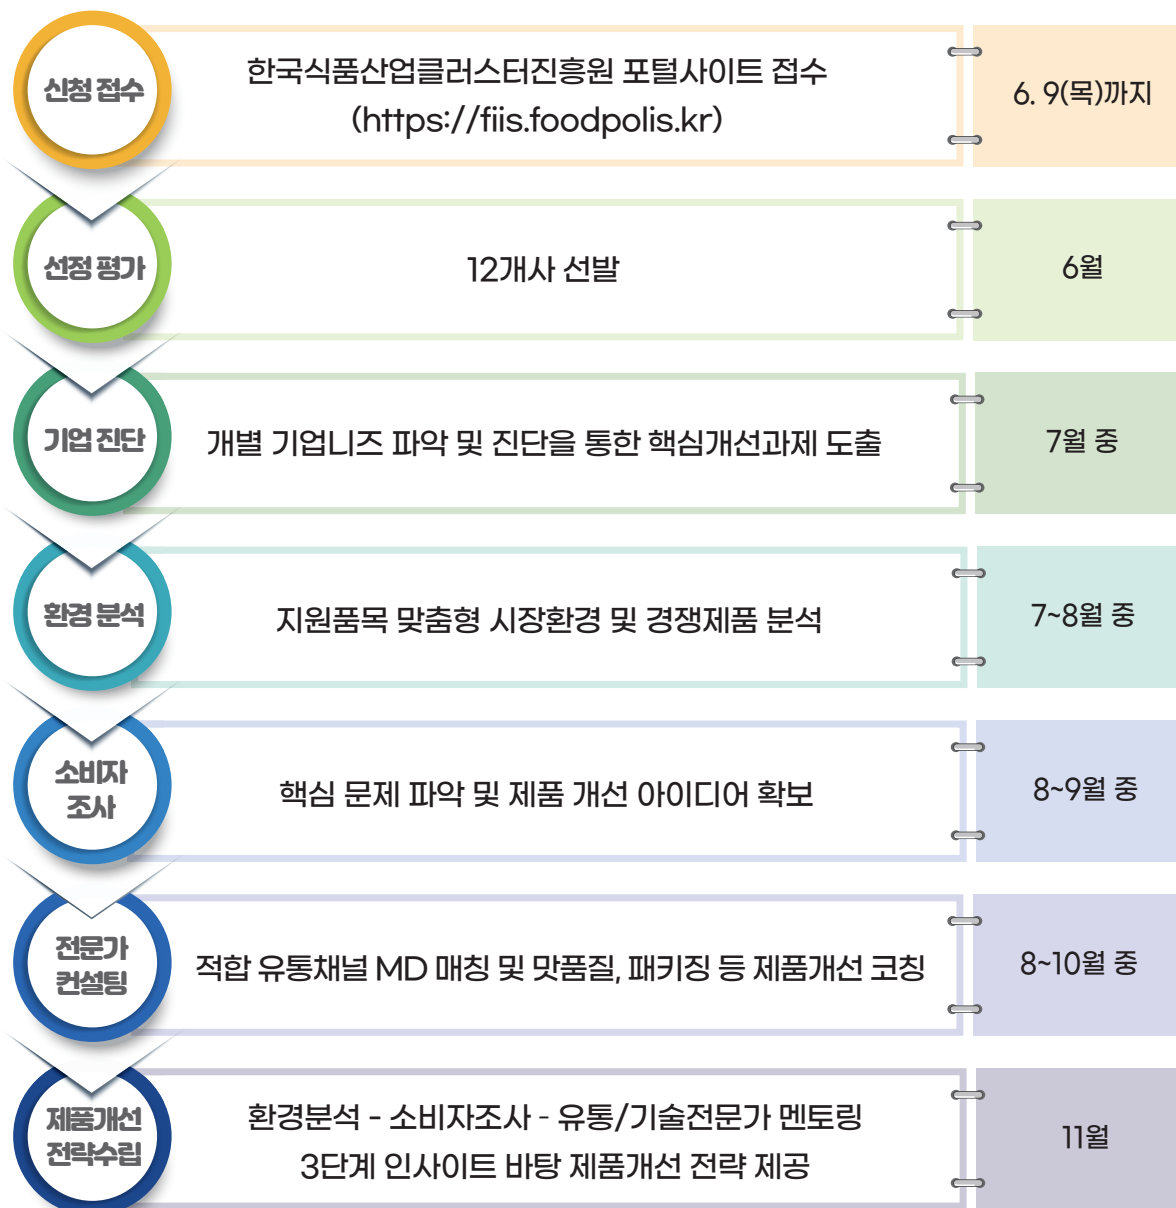 신청 접수
한국식품산업클러스터진흥원 포털사이트 접수
(https://fiis.foodpolis.kr)
6. 9(목)까지
선정 평가
12개사 선발
6월
기업 진단
개별 기업니즈 파악 및 진단을 통한 핵심개선과제 도출
7월 중
환경 분석
지원품목 맞춤형 시장환경 및 경쟁제품 분석
7~8월 중
소비자
조사
핵심 문제 파악 및 제품 개선 아이디어 확보
8~9월 중
전문가
컨설팅
적합 유통채널 MD 매칭 및 맛품질, 패키징 등 제품개선 코칭
8~10월 중
제품개선
전략수립
환경분석 - 소비자조사 - 유통/기술전문가 멘토링
3단계 인사이트 바탕 제품개선 전략 제공
11월